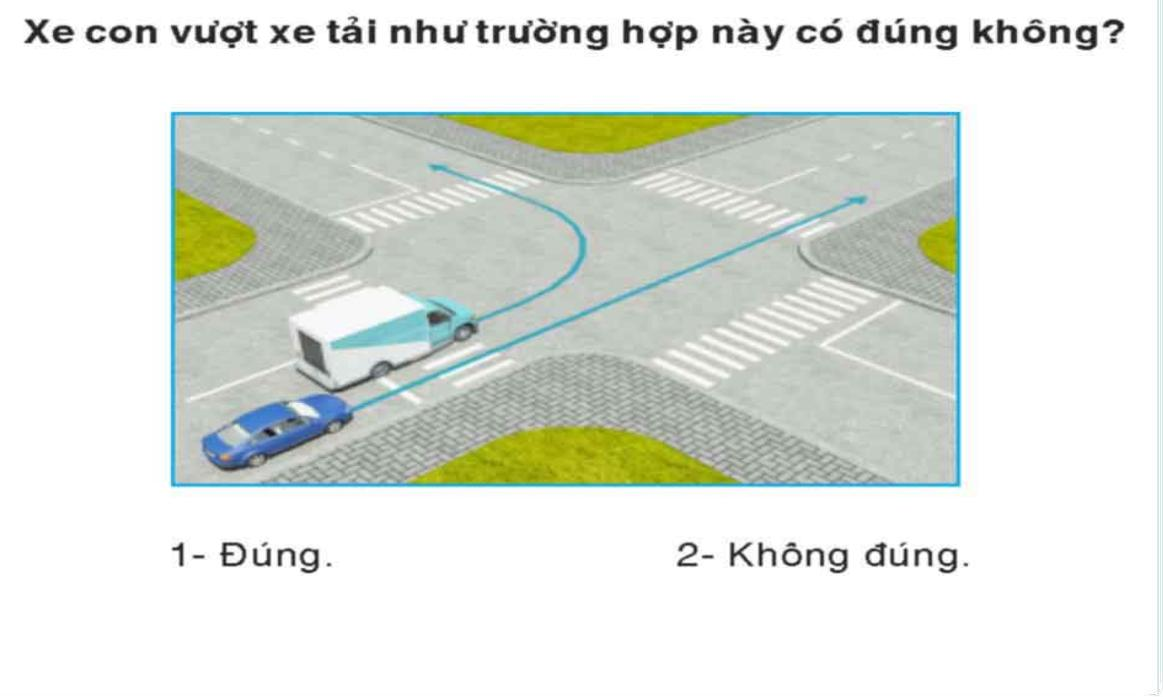 Xe con vượt xe tải như trường hợp này có đúng không?
1- Đúng.
2- Không đúng.